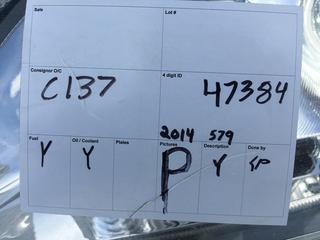 Sale Lot #
Consignor O/C 4 digit ID
C137 47384
2014 579
Fuel Oil / Coolant Plates Pictures Description Done by
Y Y P Y SP